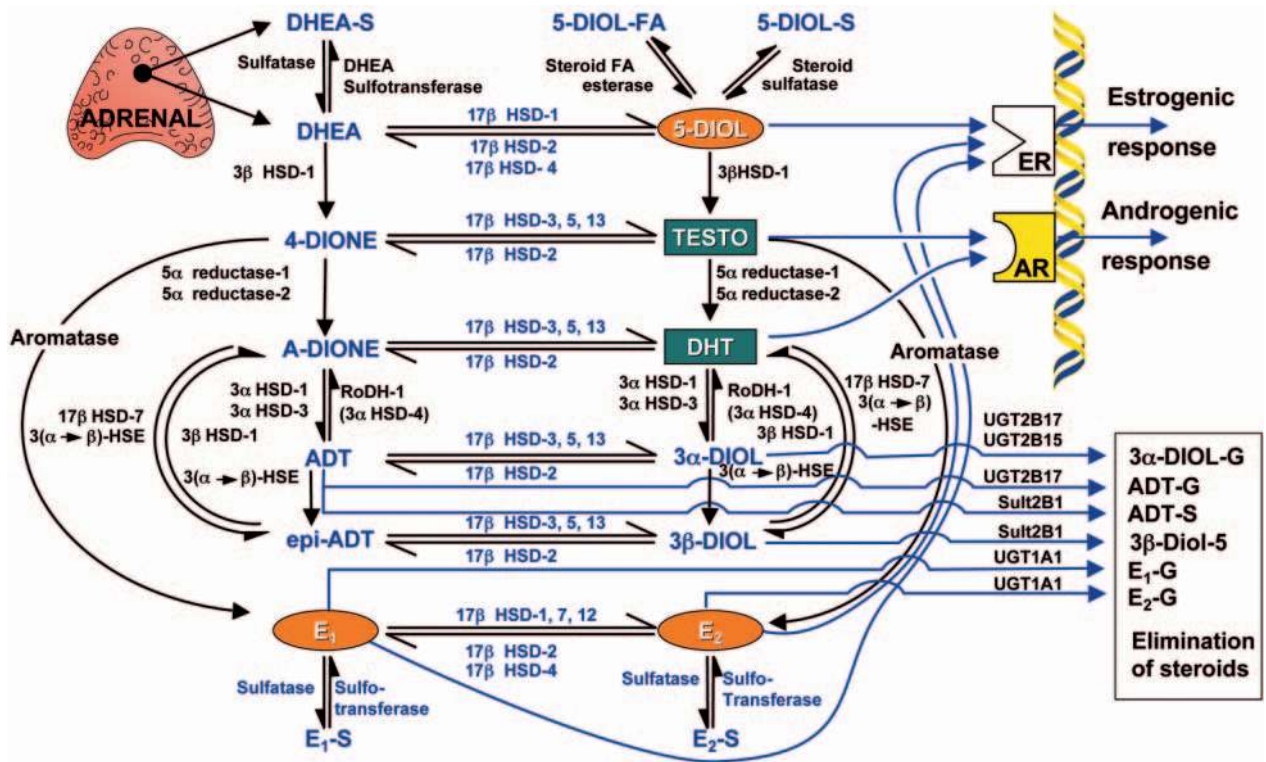 DHEA-S
5-DIOL-FA
5-DIOL-S
Sulfatase
DHEA
Sulfotransferase
Steroid FA
esterase
Steroid
sulfatase
ADRENAL
DHEA
17β HSD-1
17β HSD-2
17β HSD- 4
5-DIOL
ER
Estrogenic
response
3β HSD-1
3βHSD-1
4-DIONE
17β HSD-3, 5, 13
17β HSD-2
TESTO
AR
Androgenic
response
5α reductase-1
5α reductase-2
5α reductase-1
5α reductase-2
Aromatase
A-DIONE
17β HSD-3, 5, 13
17β HSD-2
DHT
Aromatase
17β HSD-7
3(α → β)-HSE
3β HSD-1
3α HSD-1
3α HSD-3
RoDH-1
(3α HSD-4)
3α HSD-1
3α HSD-3
RoDH-1
(3α HSD-4)
3β HSD-1
17β HSD-7
3(α → β)
-HSE
ADT
17β HSD-3, 5, 13
17β HSD-2
3α-DIOL
3(α → β)-HSE
3(α → β)-HSE
UGT2B17
UGT2B15
UGT2B17
Sult2B1
Sult2B1
UGT1A1
UGT1A1
3α-DIOL-G
ADT-G
ADT-S
3β-Diol-5
E₁-G
E₂-G
Elimination
of steroids
epi-ADT
17β HSD-3, 5, 13
17β HSD-2
3β-DIOL
E₁
17β HSD-1, 7, 12
17β HSD-2
17β HSD-4
E₂
Sulfatase
Sulfo-
transferase
Sulfatase
Sulfo-
Transferase
E₁-S
E₂-S